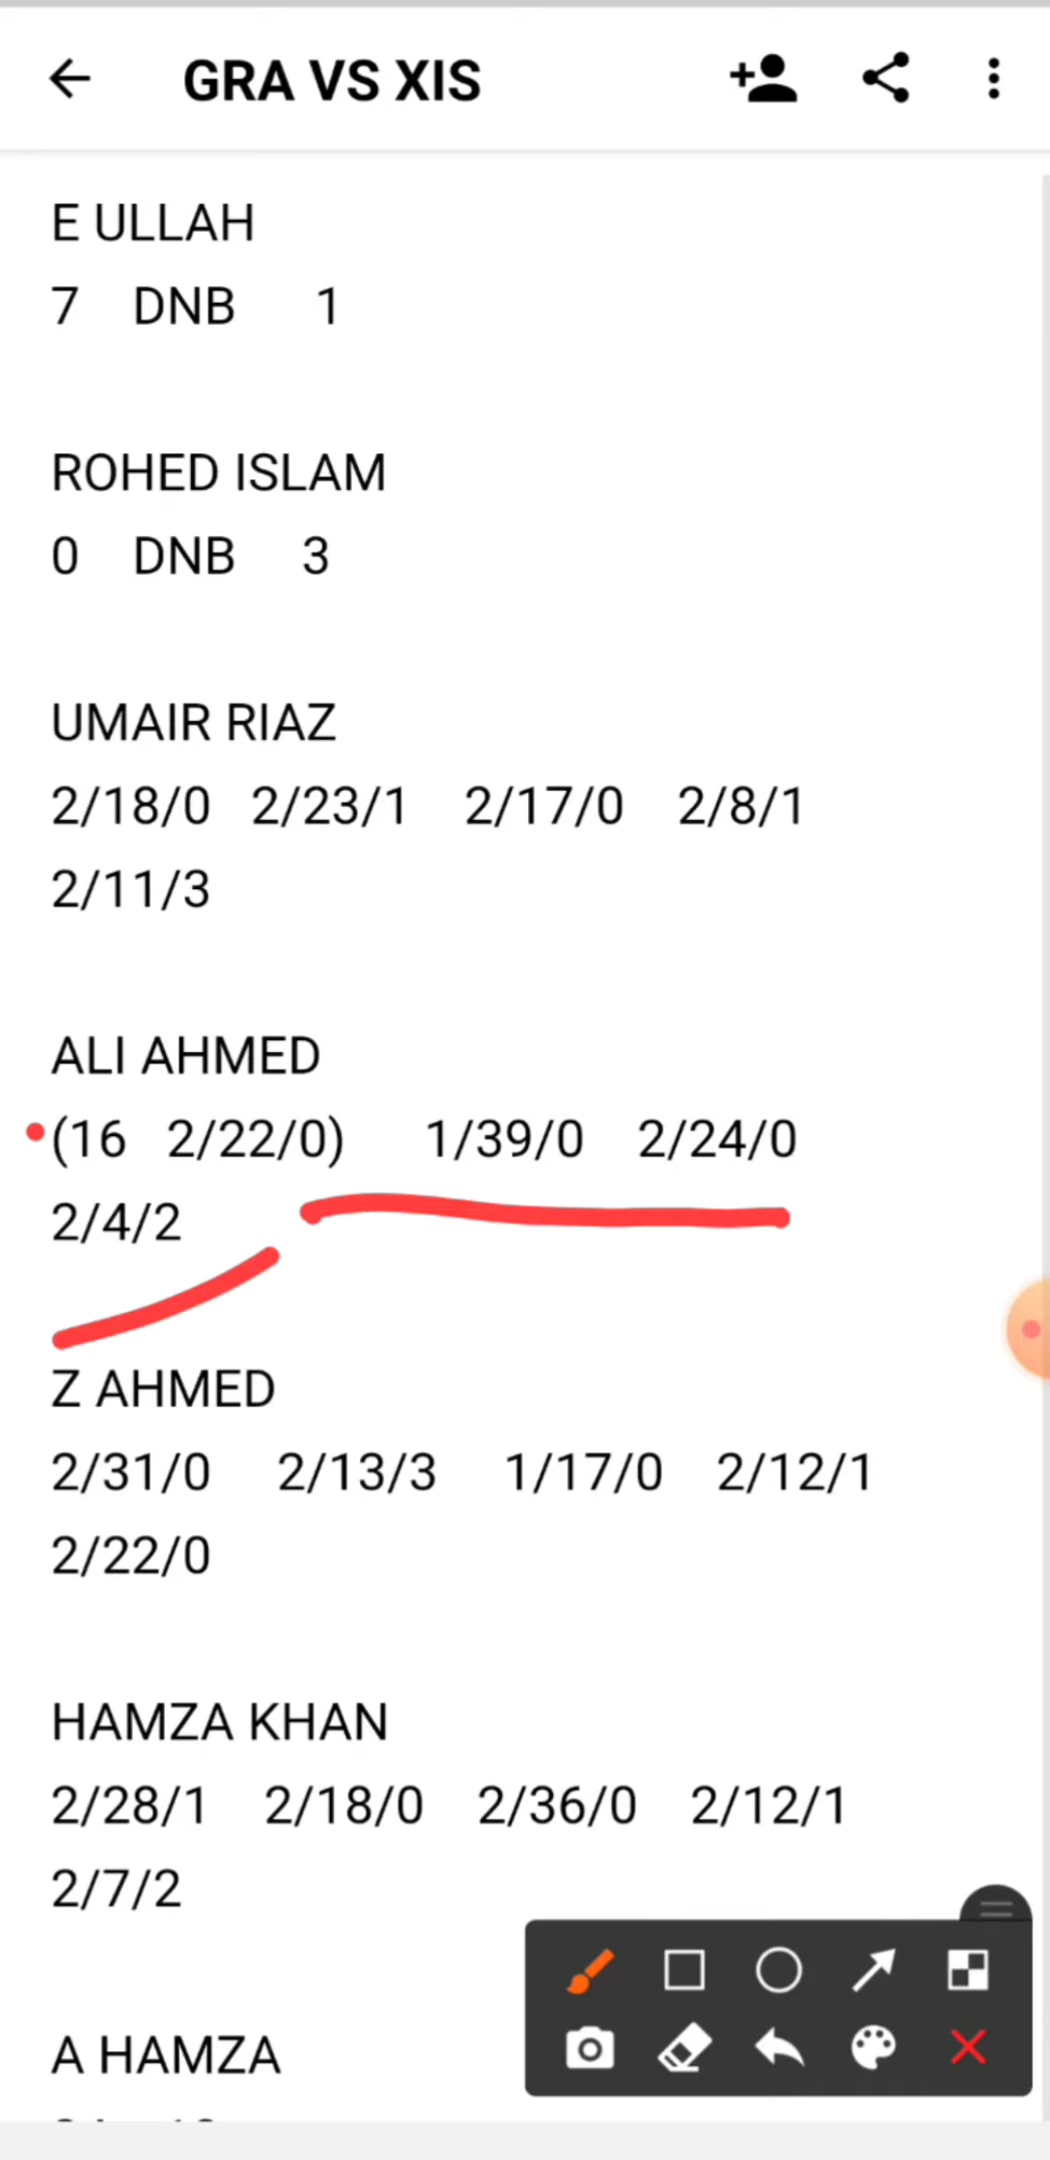 GRA VS XIS
E ULLAH
7 DNB 1
ROHED ISLAM
0 DNB 3
UMAIR RIAZ
2/18/0 2/23/1 2/17/0 2/8/1
2/11/3
ALI AHMED
(16 2/22/0) 1/39/0 2/24/0
2/4/2
Z AHMED
2/31/0 2/13/3 1/17/0 2/12/1
2/22/0
HAMZA KHAN
2/28/1 2/18/0 2/36/0 2/12/1
2/7/2
A HAMZA